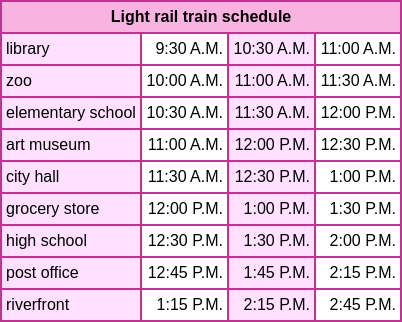 Light rail train schedule
library 9:30 A.M. 10:30 A.M. 11:00 A.M.
zoo 10:00 A.M. 11:00 A.M. 11:30 A.M.
elementary school 10:30 A.M. 11:30 A.M. 12:00 P.M.
art museum 11:00 A.M. 12:00 P.M. 12:30 P.M.
city hall 11:30 A.M. 12:30 P.M. 1:00 P.M.
grocery store 12:00 P.M. 1:00 P.M. 1:30 P.M.
high school 12:30 P.M. 1:30 P.M. 2:00 P.M.
post office 12:45 P.M. 1:45 P.M. 2:15 P.M.
riverfront 1:15 P.M. 2:15 P.M. 2:45 P.M.